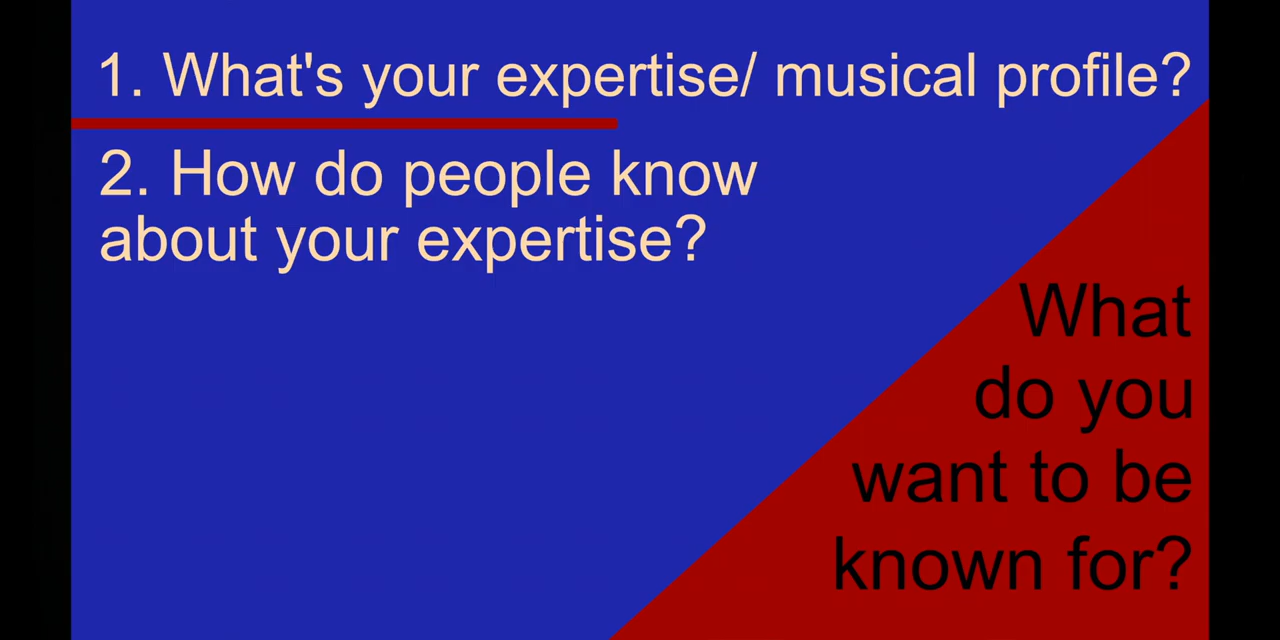 1. What's your expertise/ musical profile?
2. How do people know
about your expertise?
What
do you
want to be
known for?